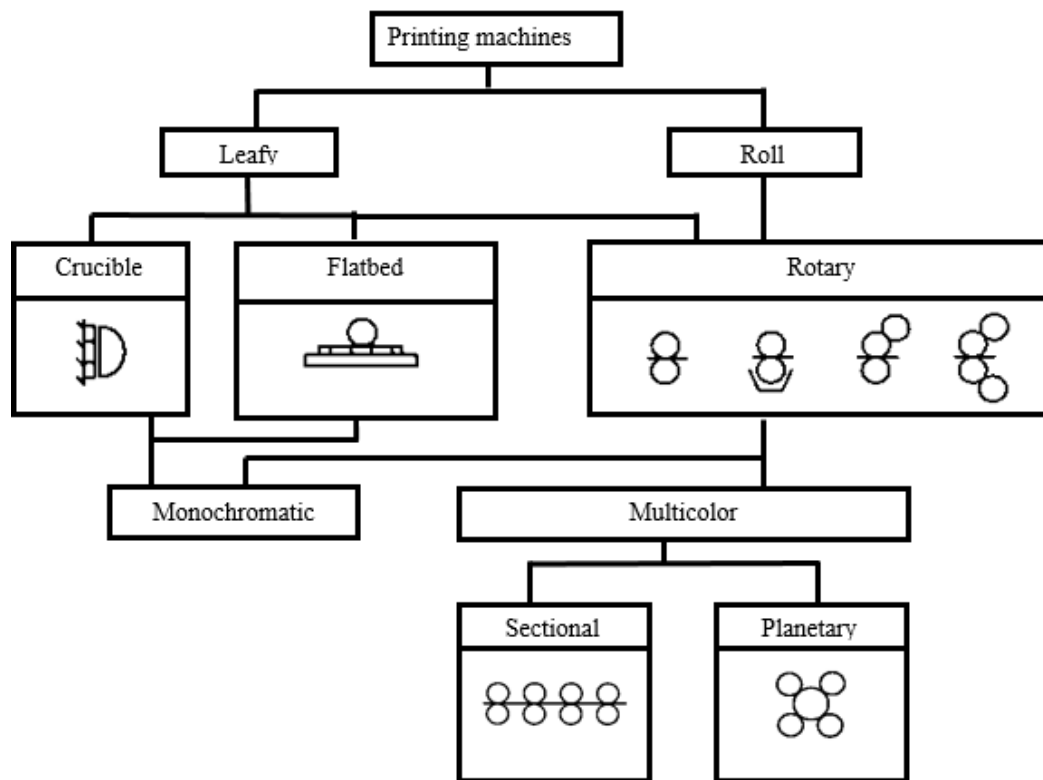 Printing machines
Leafy
Roll
Crucible
Flatbed
Rotary
Monochromatic
Multicolor
Sectional
Planetary